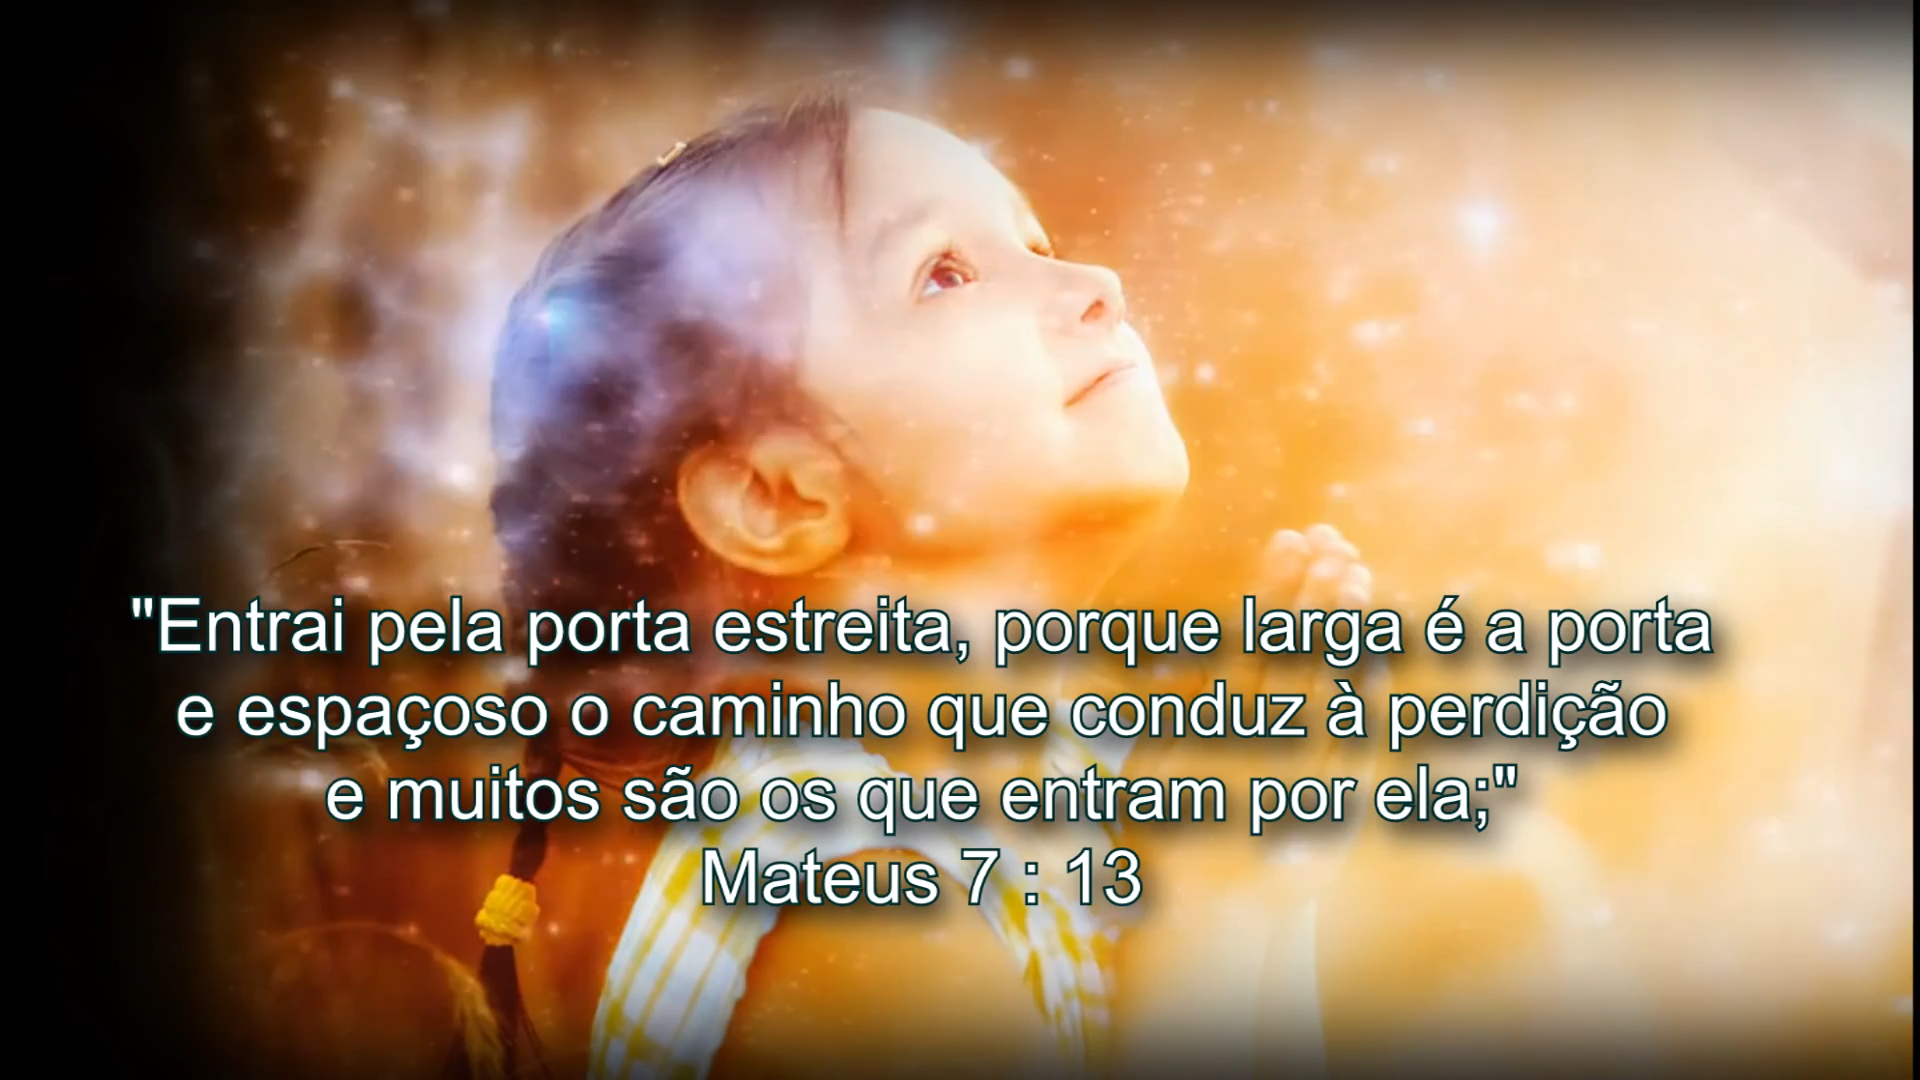 "Entrai pela porta estreita, porque larga é a porta
e espaçoso o caminho que conduz à perdição
e muitos são os que entram por ela;"
Mateus 7 : 13